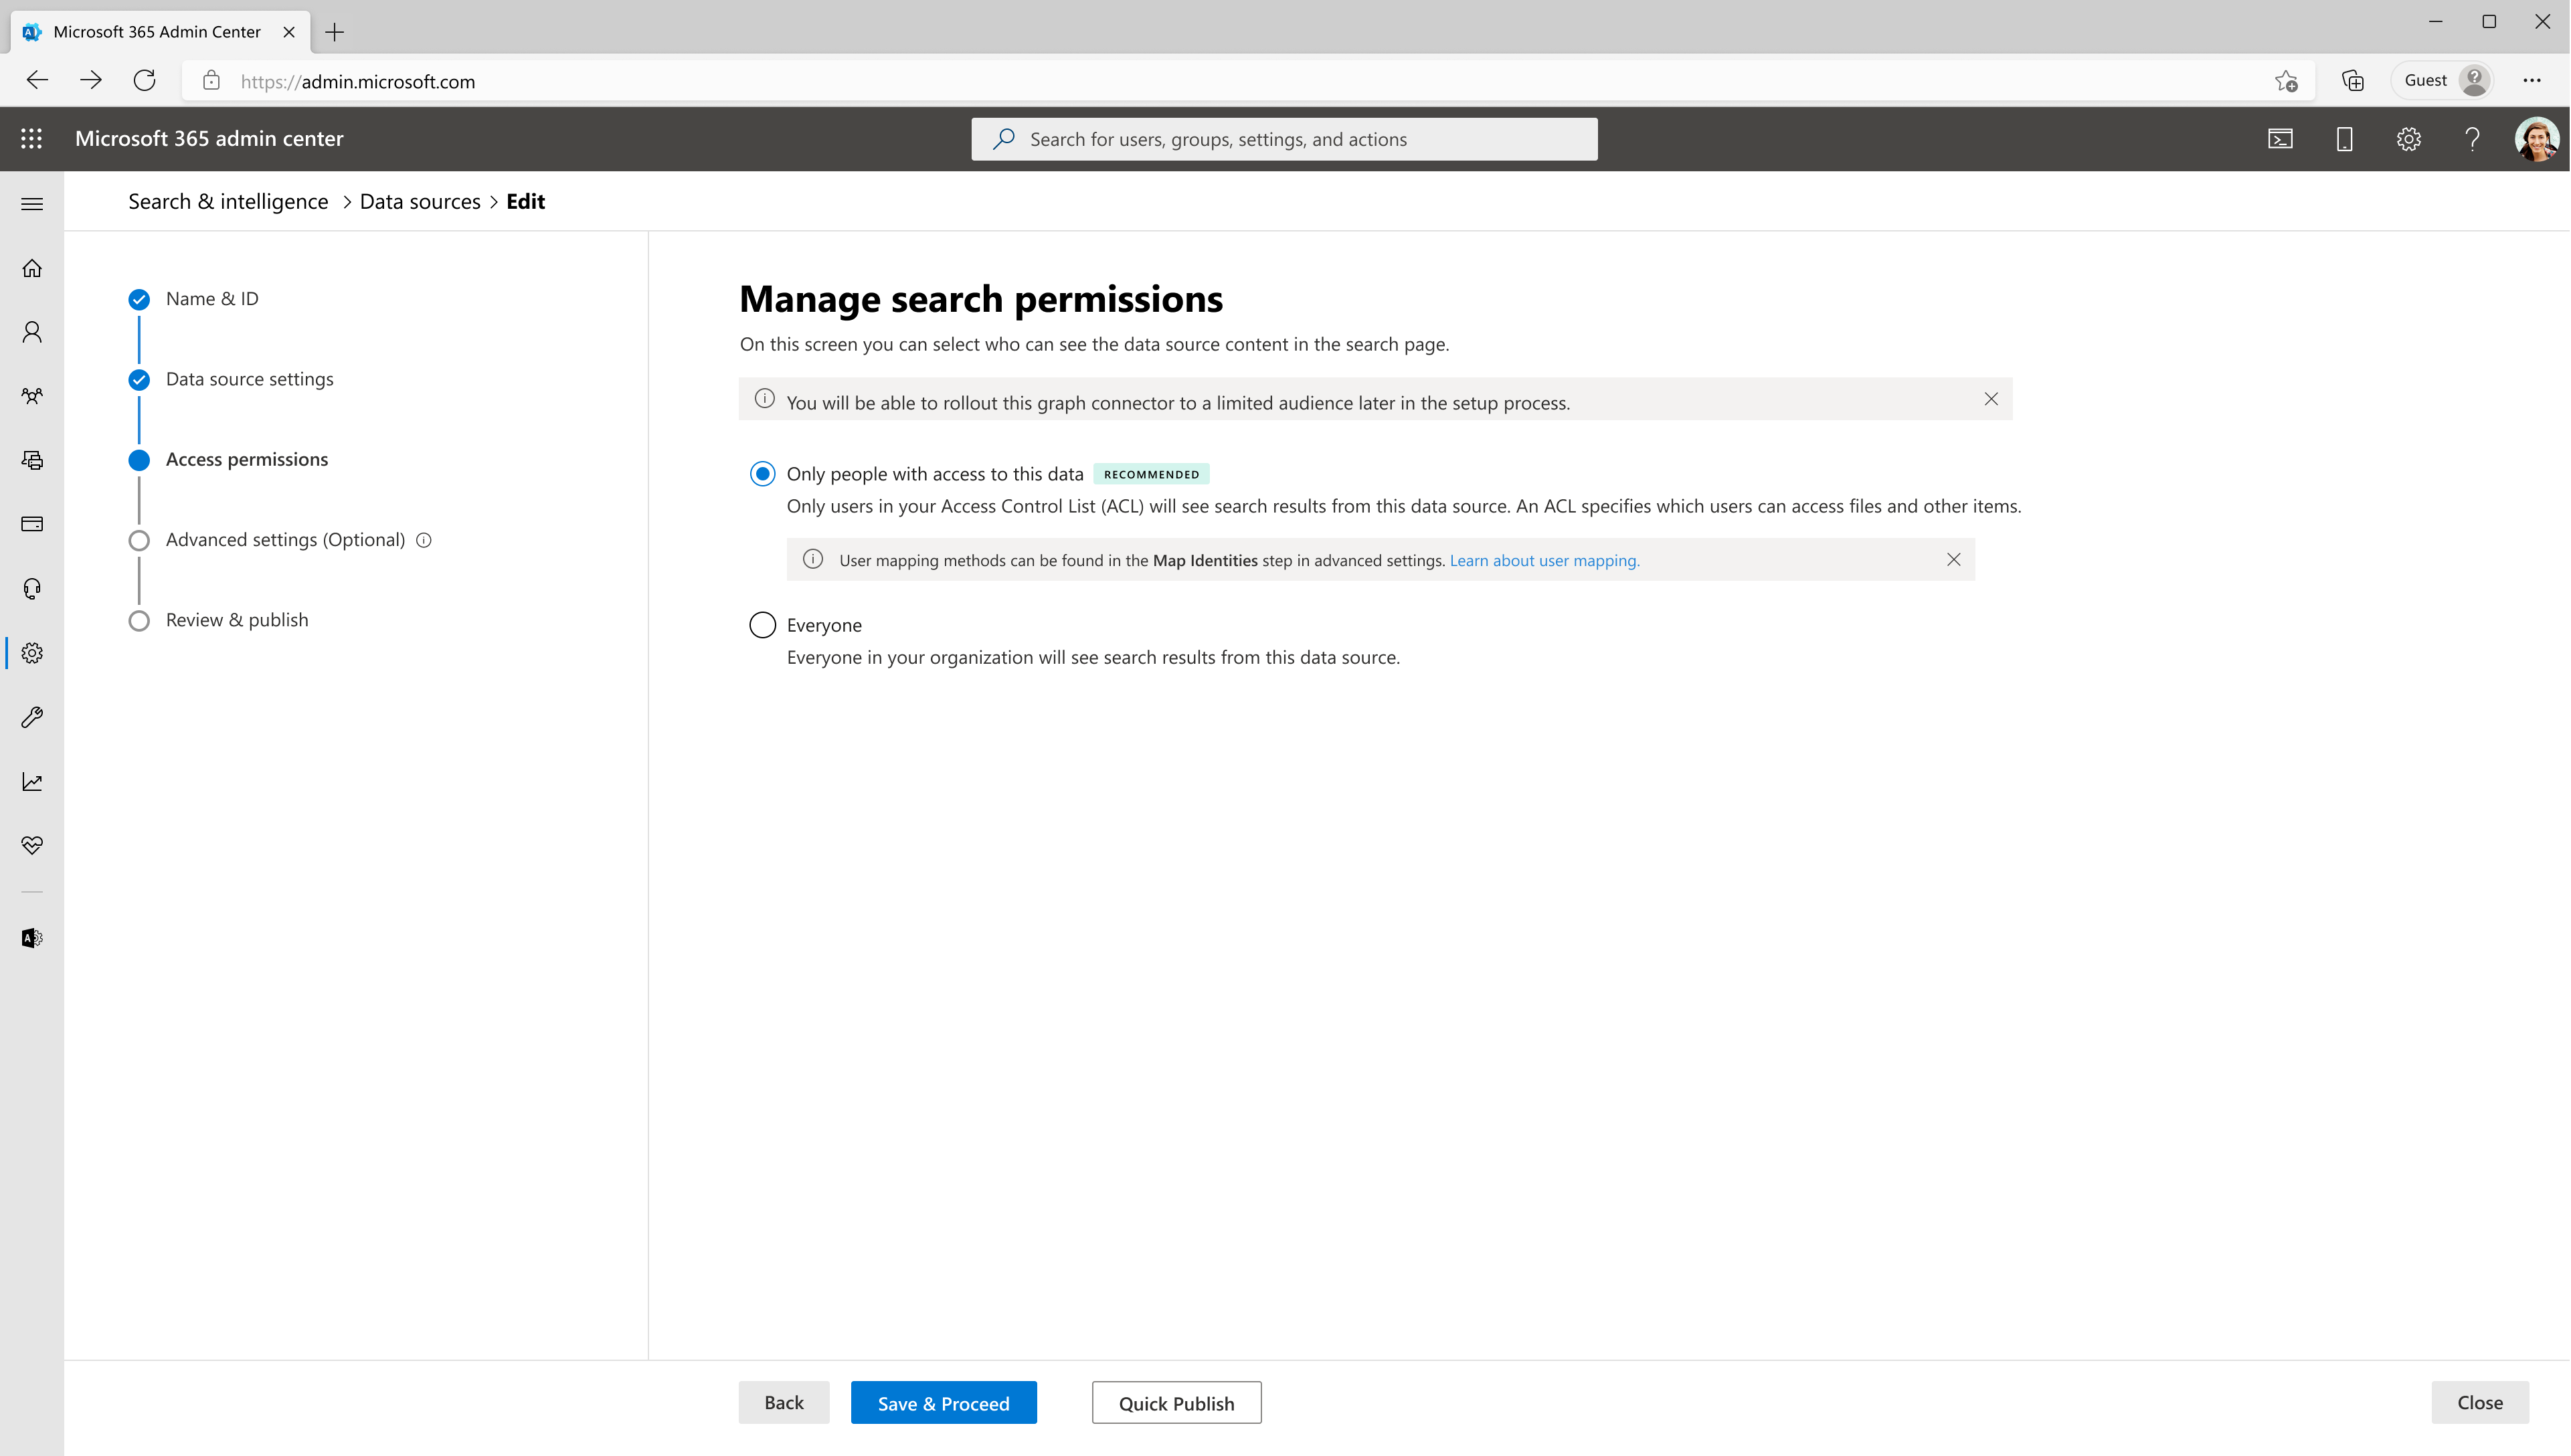 Microsoft 365 Admin Center
https://admin.microsoft.com
Guest
Microsoft 365 admin center
Search for users, groups, settings, and actions
Search & intelligence > Data sources > Edit
Name & ID
Data source settings
Access permissions
Advanced settings (Optional)
Review & publish
Manage search permissions
On this screen you can select who can see the data source content in the search page.
You will be able to rollout this graph connector to a limited audience later in the setup process.
Only people with access to this data RECOMMENDED
Only users in your Access Control List (ACL) will see search results from this data source. An ACL specifies which users can access files and other items.
User mapping methods can be found in the Map Identities step in advanced settings. Learn about user mapping.
Everyone
Everyone in your organization will see search results from this data source.
Back
Save & Proceed
Quick Publish
Close